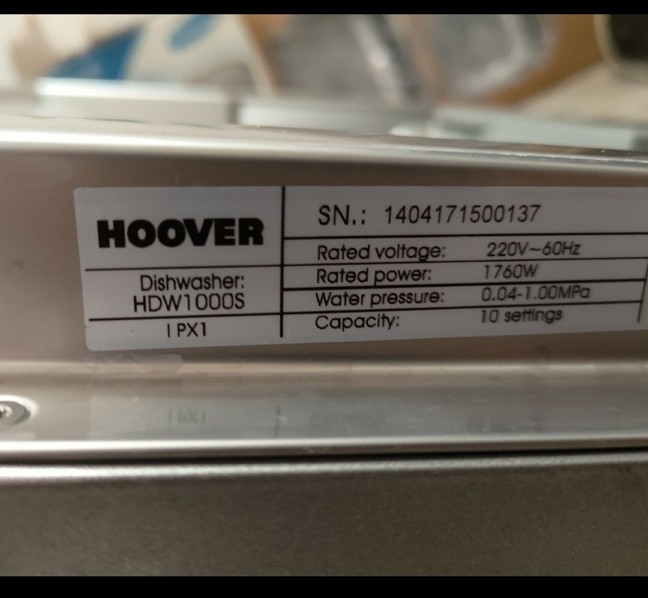 HOOVER
Dishwasher:
HDW1000S
IPX1
SN.: 1404171500137
Rated voltage: 220V~60Hz
Rated power: 1760W
Water pressure: 0.04-1.00MPa
Capacity: 10 settings